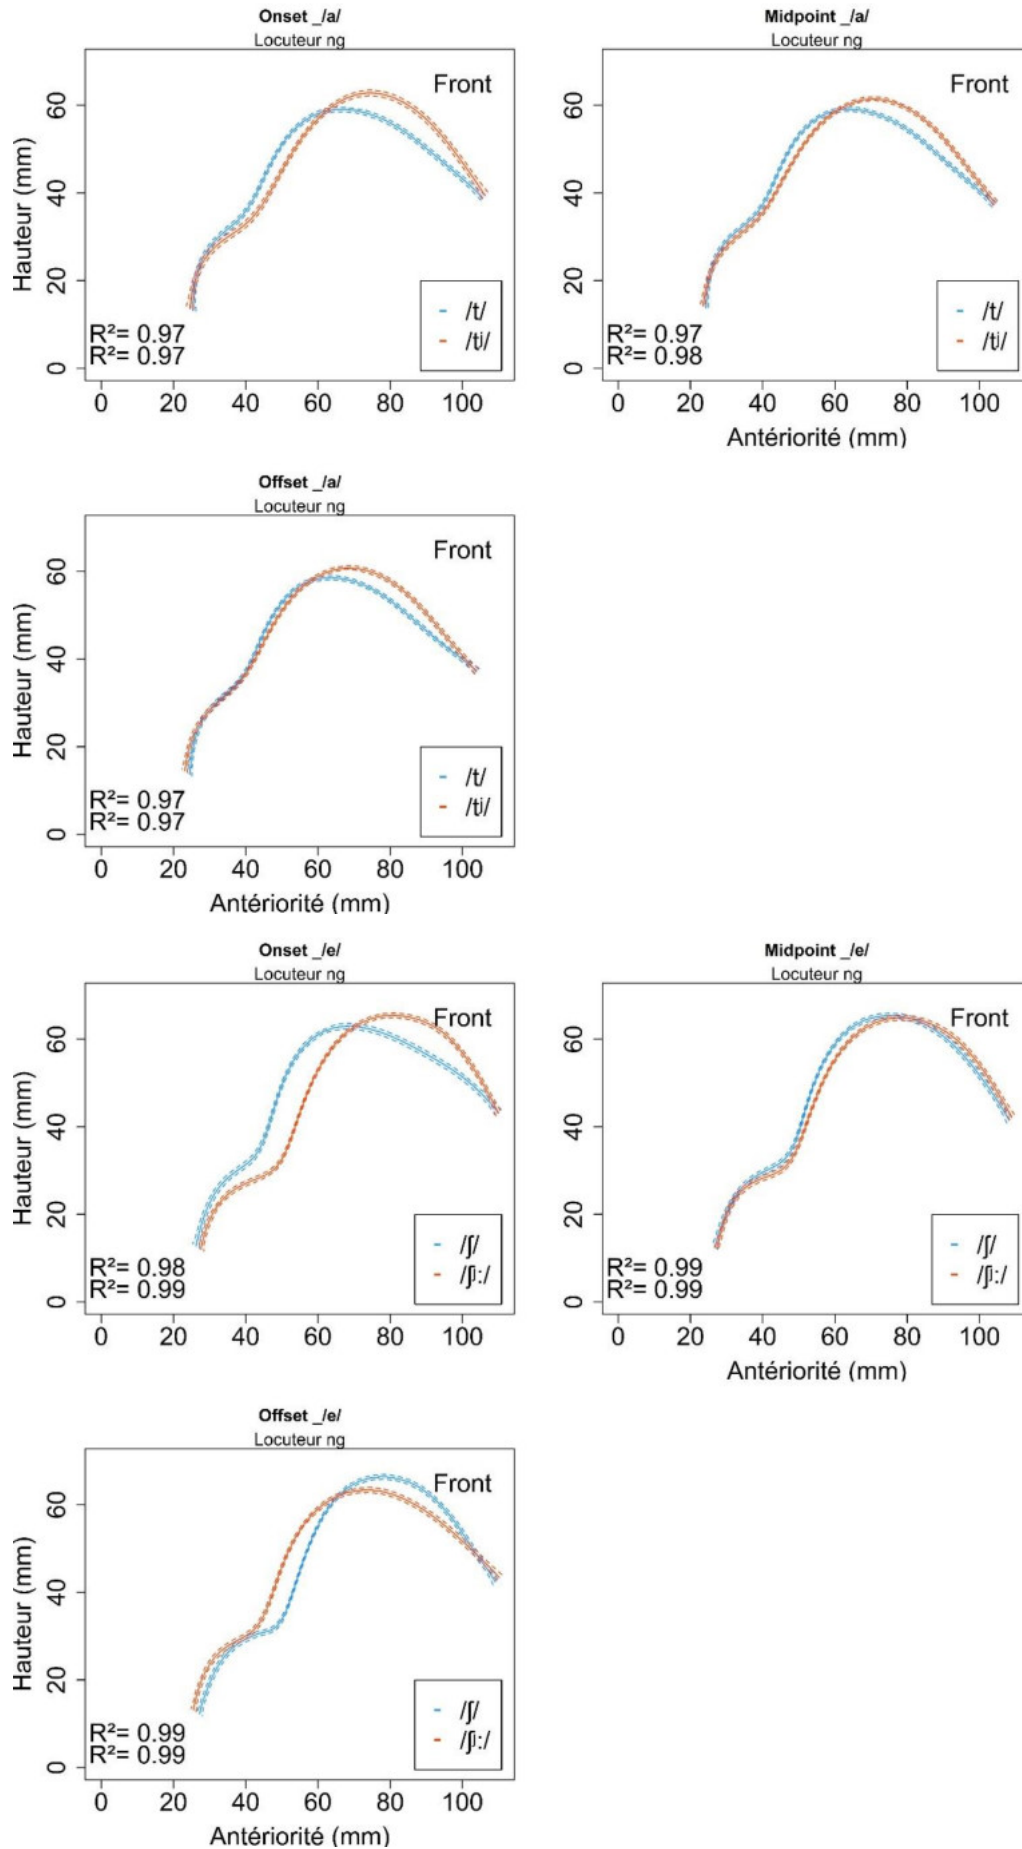 Onset _/a/
Locuteur ng
Front
Hauteur (mm)
60
40
20
0
/t/
/tʲ/
R²= 0.97
R²= 0.97
0 20 40 60 80 100
Midpoint _/a/
Locuteur ng
Front
60
40
20
0
/t/
/tʲ/
R²= 0.97
R²= 0.98
0 20 40 60 80 100
Antériorité (mm)
Offset _/a/
Locuteur ng
Front
Hauteur (mm)
60
40
20
0
/t/
/tʲ/
R²= 0.97
R²= 0.97
0 20 40 60 80 100
Antériorité (mm)
Onset _/e/
Locuteur ng
Front
Hauteur (mm)
60
40
20
0
/ʃ/
/ʃʲ:/
R²= 0.98
R²= 0.99
0 20 40 60 80 100
Midpoint _/e/
Locuteur ng
Front
60
40
20
0
/ʃ/
/ʃʲ:/
R²= 0.99
R²= 0.99
0 20 40 60 80 100
Antériorité (mm)
Offset _/e/
Locuteur ng
Front
Hauteur (mm)
60
40
20
0
/ʃ/
/ʃʲ:/
R²= 0.99
R²= 0.99
0 20 40 60 80 100
Antériorité (mm)